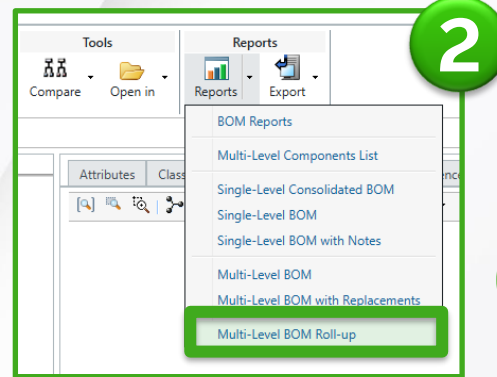 2
Tools
Reports
Compare
Open in
Reports
Export
BOM Reports
Multi-Level Components List
Attributes
Single-Level Consolidated BOM
Single-Level BOM
Single-Level BOM with Notes
Multi-Level BOM
Multi-Level BOM with Replacements
Multi-Level BOM Roll-up